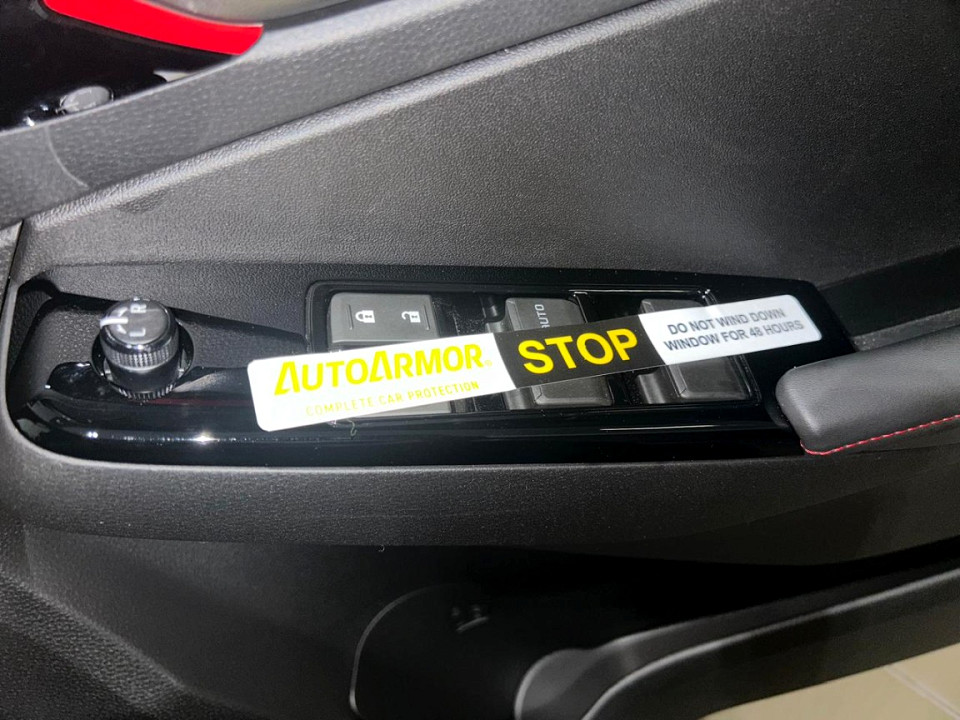 L R
AUTO
AUTOARMOR®
COMPLETE CAR PROTECTION
STOP
DO NOT WIND DOWN
WINDOW FOR 48 HOURS